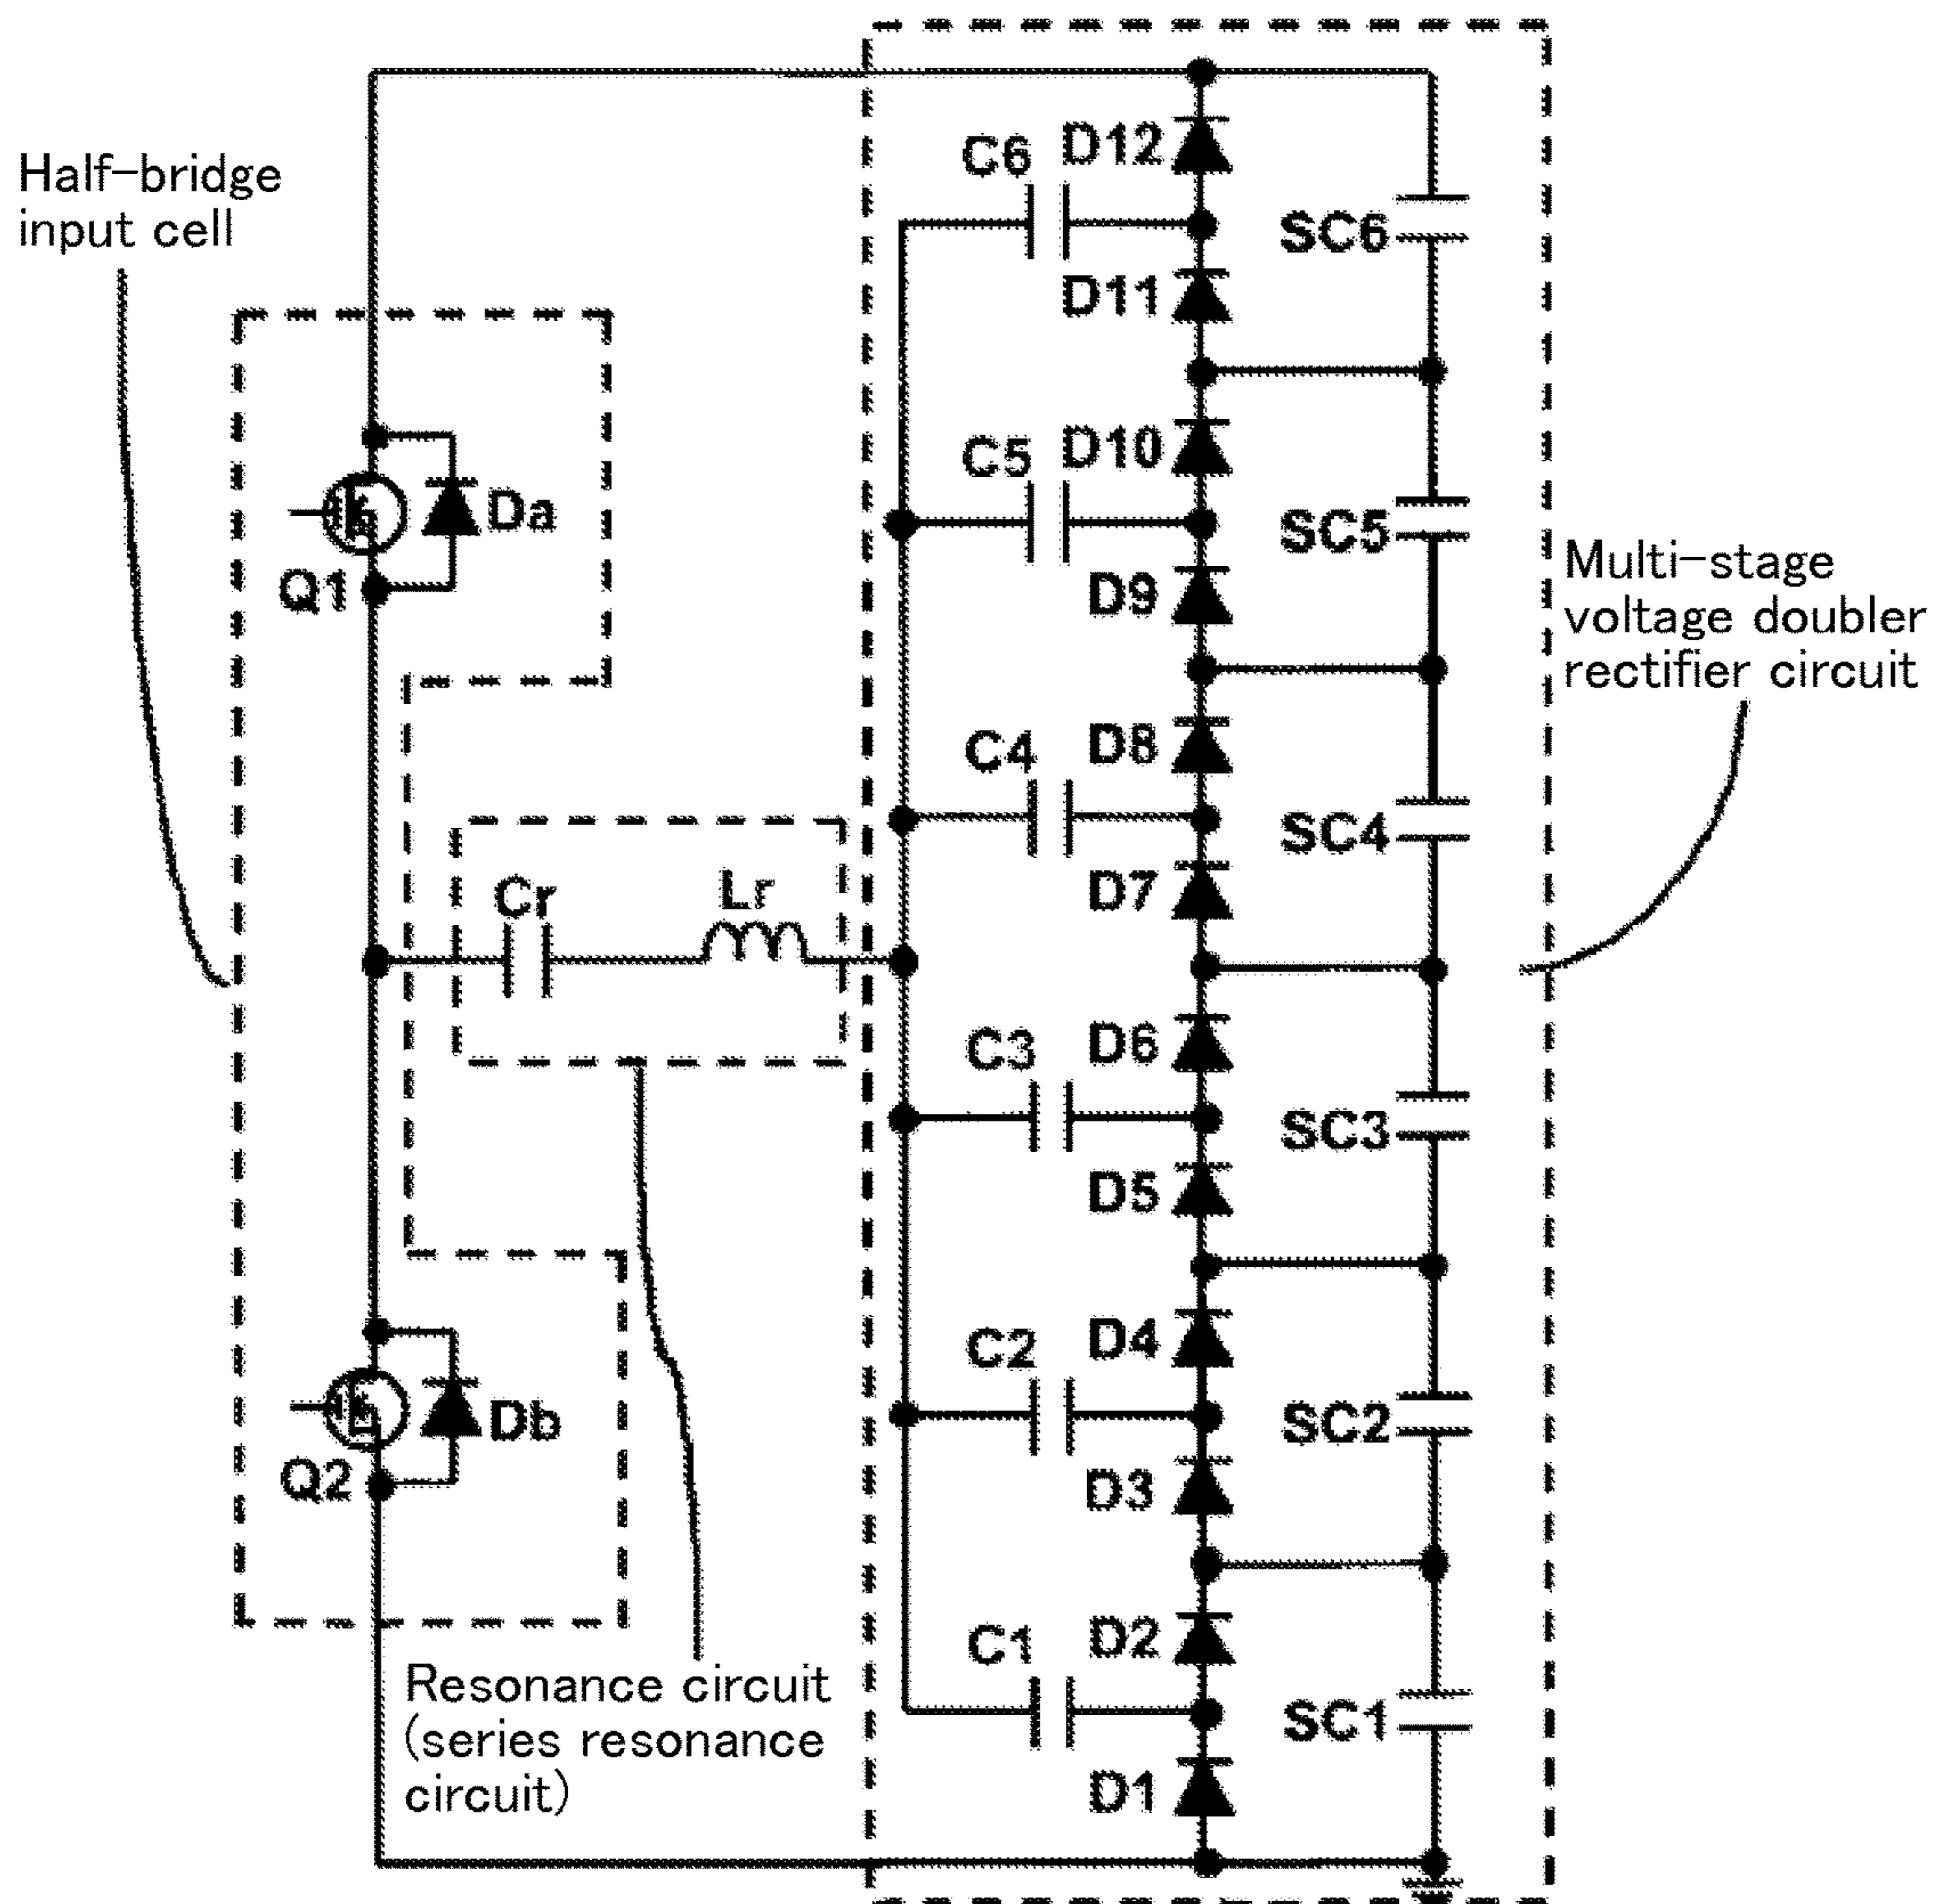 Half-bridge
input cell
C6
D12
SC6
D11
Da
Q1
C5
D10
SC5
D9
Multi-stage
voltage doubler
rectifier circuit
C4
D8
SC4
D7
Cr
Lr
C3
D6
SC3
D5
C2
D4
SC2
D3
Db
Q2
C1
D2
SC1
D1
Resonance circuit
(series resonance
circuit)